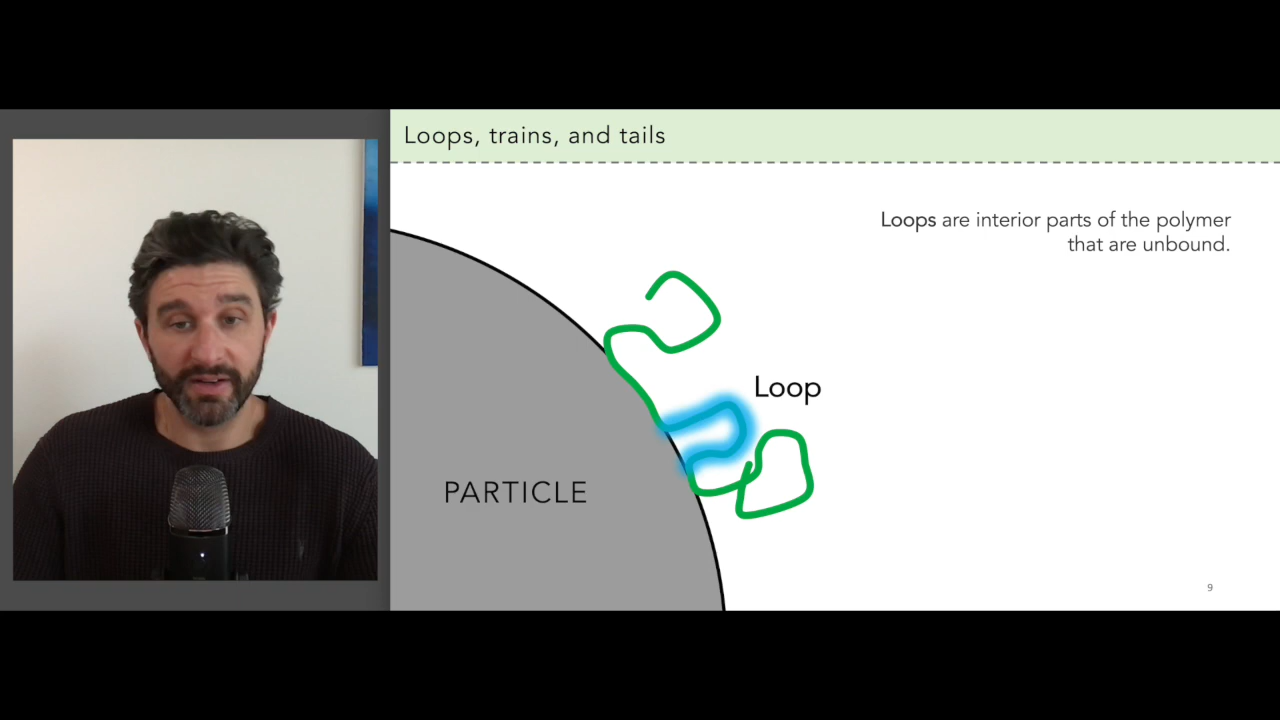 Loops, trains, and tails
Loops are interior parts of the polymer
that are unbound.
Loop
PARTICLE
9